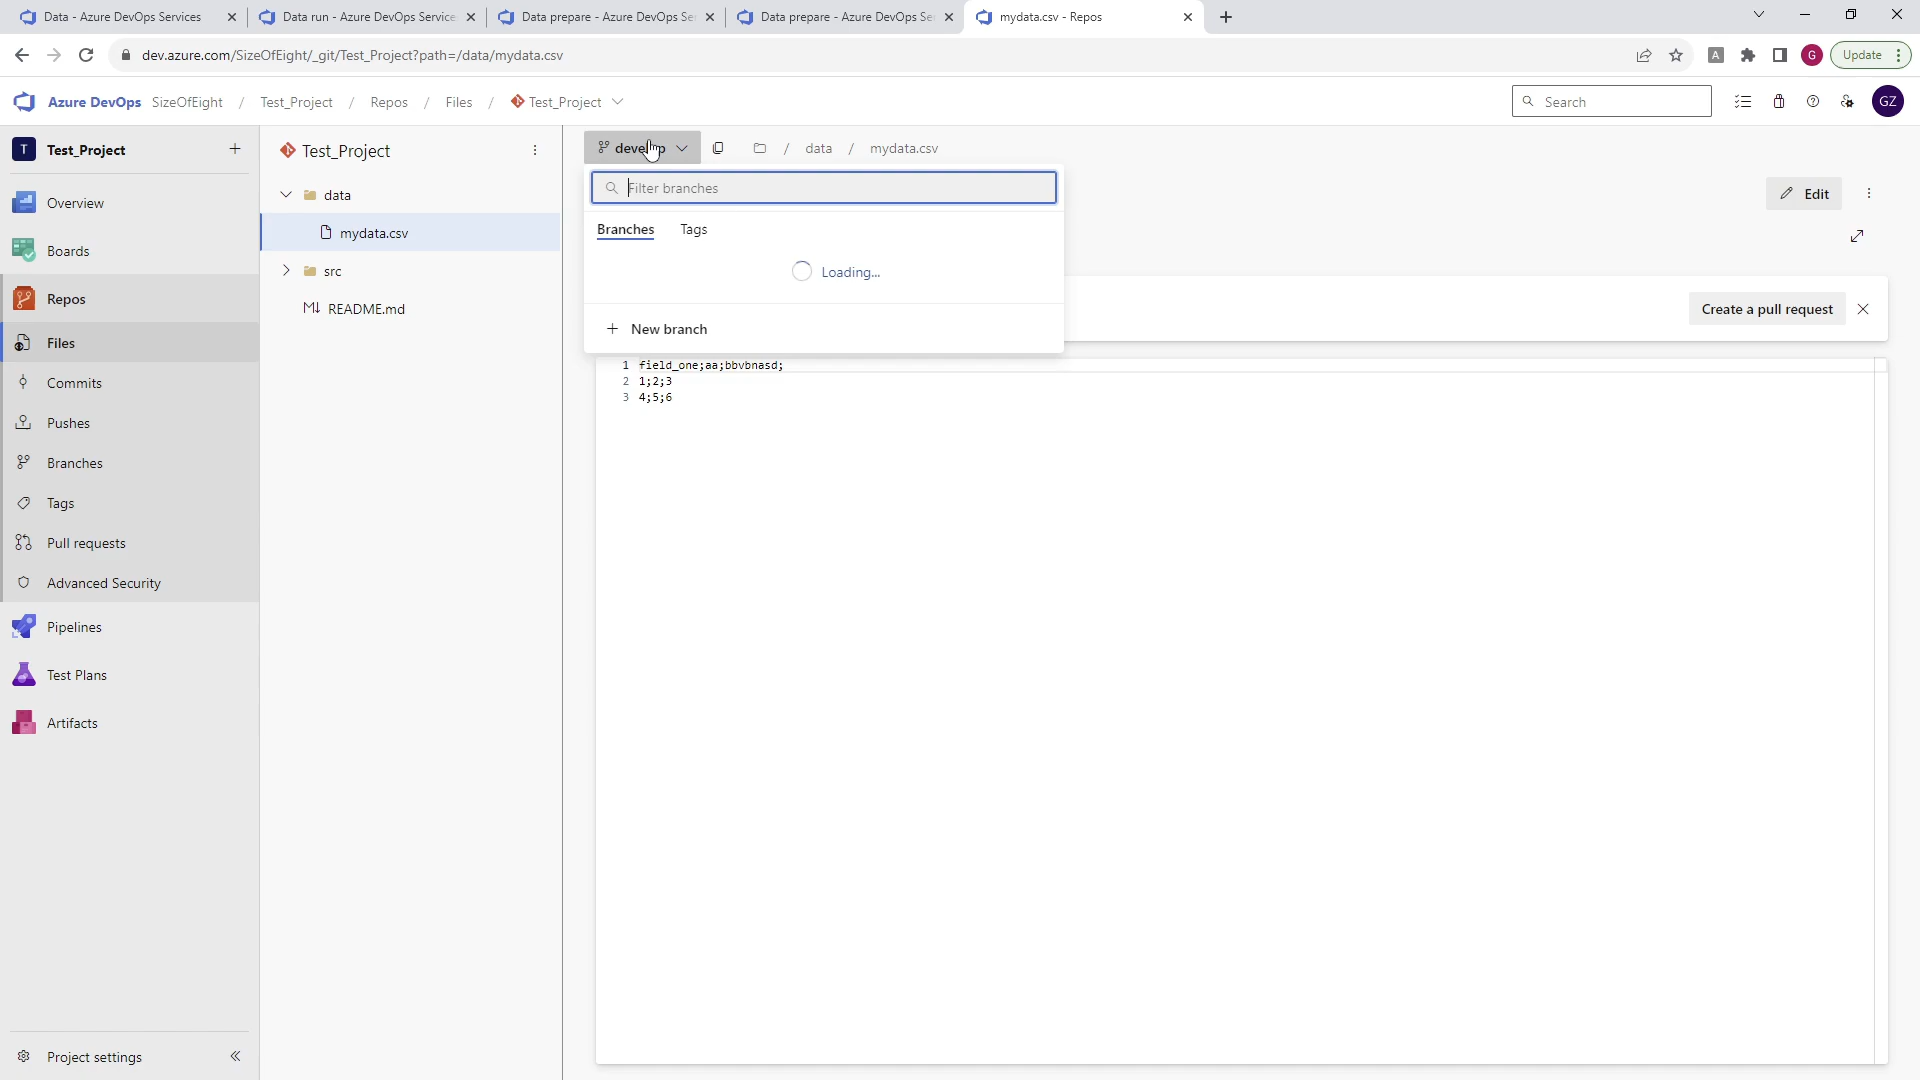 Data - Azure DevOps Services
Data run - Azure DevOps Service
Data prepare - Azure DevOps Se
Data prepare - Azure DevOps Se
mydata.csv - Repos
dev.azure.com/SizeOfEight/_git/Test_Project?path=/data/mydata.csv
A
G
Update
Azure DevOps SizeOfEight / Test_Project / Repos / Files / Test_Project
Search
GZ
T Test_Project
Overview
Boards
Repos
Files
Commits
Pushes
Branches
Tags
Pull requests
Advanced Security
Pipelines
Test Plans
Artifacts
Project settings
Test_Project
data
mydata.csv
src
README.md
develop
/ data / mydata.csv
Filter branches
Branches Tags
Loading...
New branch
Edit
Create a pull request
1 field_one;aa;bbvbnasd;
2 1;2;3
3 4;5;6